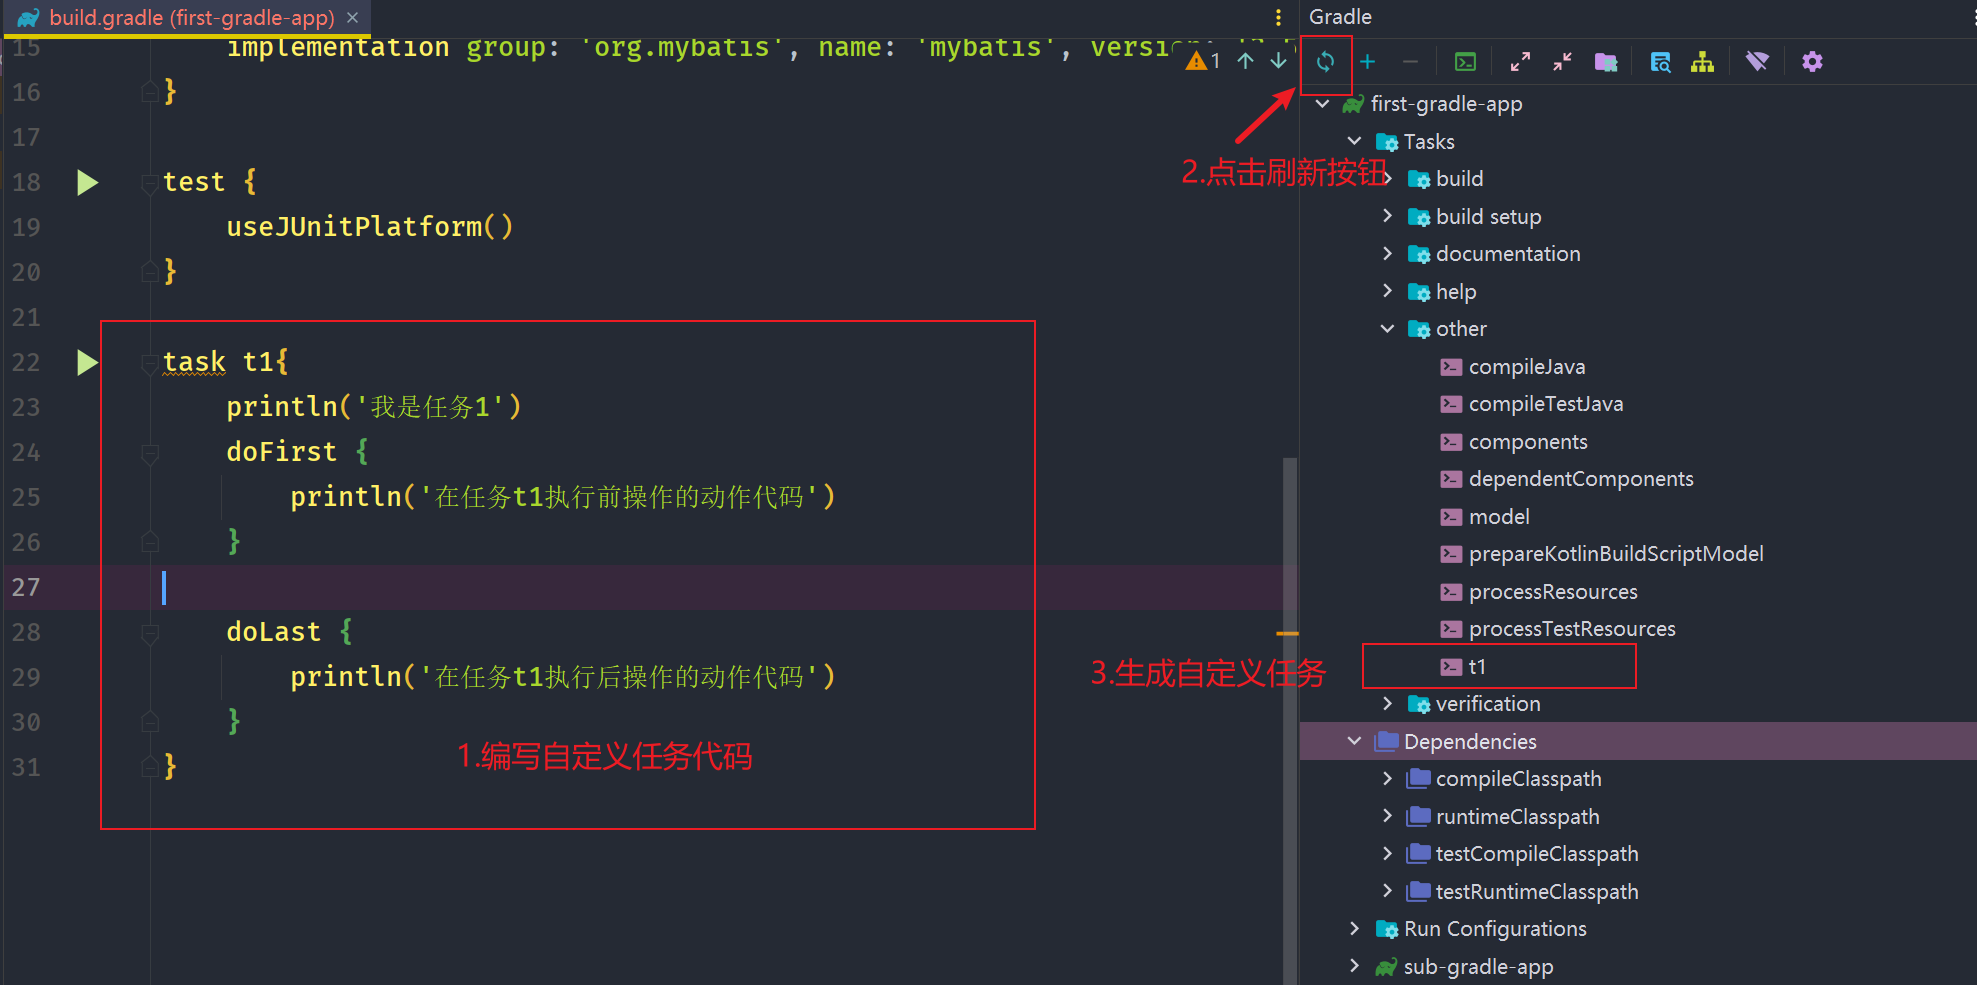 build.gradle (first-gradle-app)
15 implementation group: 'org.mybatis', name: 'mybatis',
1
16 }
17
18 test {
19 useJUnitPlatform()
20 }
21
22 task t1{
23 println('我是任务1')
24 doFirst {
25 println('在任务t1执行前操作的动作代码')
26 }
27
28 doLast {
29 println('在任务t1执行后操作的动作代码')
30 }
31 }
1.编写自定义任务代码
2.点击刷新按钮
3.生成自定义任务
Gradle
first-gradle-app
Tasks
build
build setup
documentation
help
other
compileJava
compileTestJava
components
dependentComponents
model
prepareKotlinBuildScriptModel
processResources
processTestResources
t1
verification
Dependencies
compileClasspath
runtimeClasspath
testCompileClasspath
testRuntimeClasspath
Run Configurations
sub-gradle-app